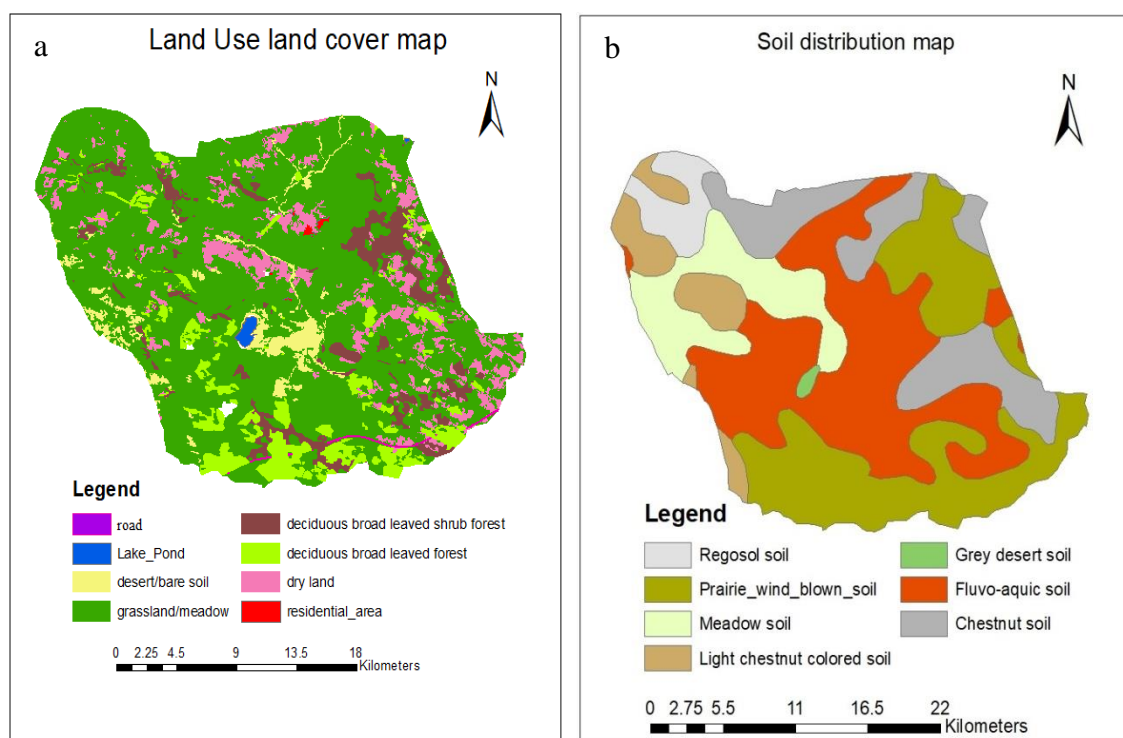 a
Land Use land cover map
N
Legend
road
Lake_Pond
desert/bare soil
grassland/meadow
deciduous broad leaved shrub forest
deciduous broad leaved forest
dry land
residential_area
0 2.25 4.5 9 13.5 18
Kilometers
b
Soil distribution map
N
Legend
Regosol soil
Prairie_wind_blown_soil
Meadow soil
Light chestnut colored soil
Grey desert soil
Fluvo-aquic soil
Chestnut soil
0 2.75 5.5 11 16.5 22
Kilometers